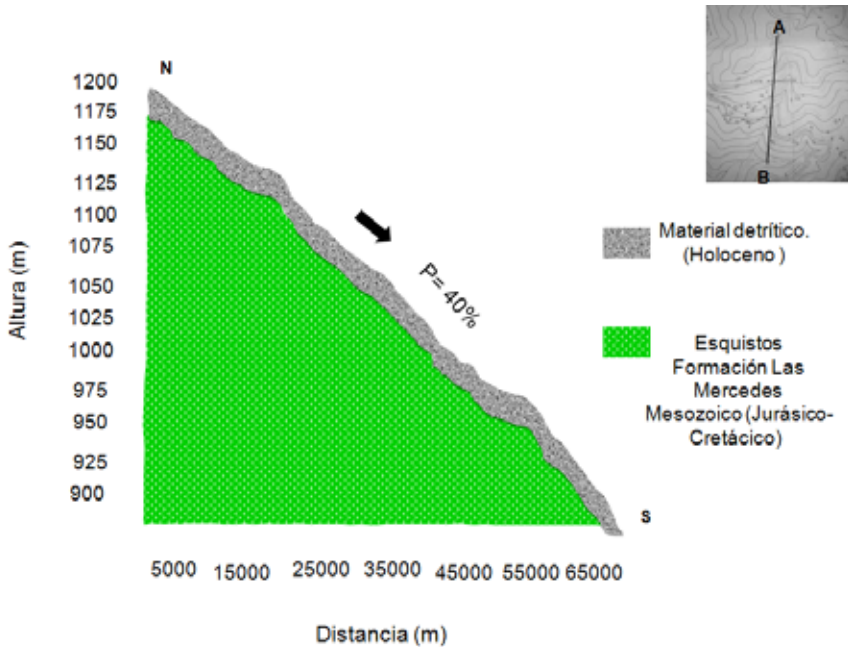 N
A
B
1200
1175
1150
1125
1100
1075
1050
1025
1000
975
950
925
900
Altura (m)
P= 40%
S
5000 15000 25000 35000 45000 55000 65000
Distancia (m)
Material detrítico.
(Holoceno )
Esquistos
Formación Las
Mercedes
Mesozoico (Jurásico-
Cretácico)